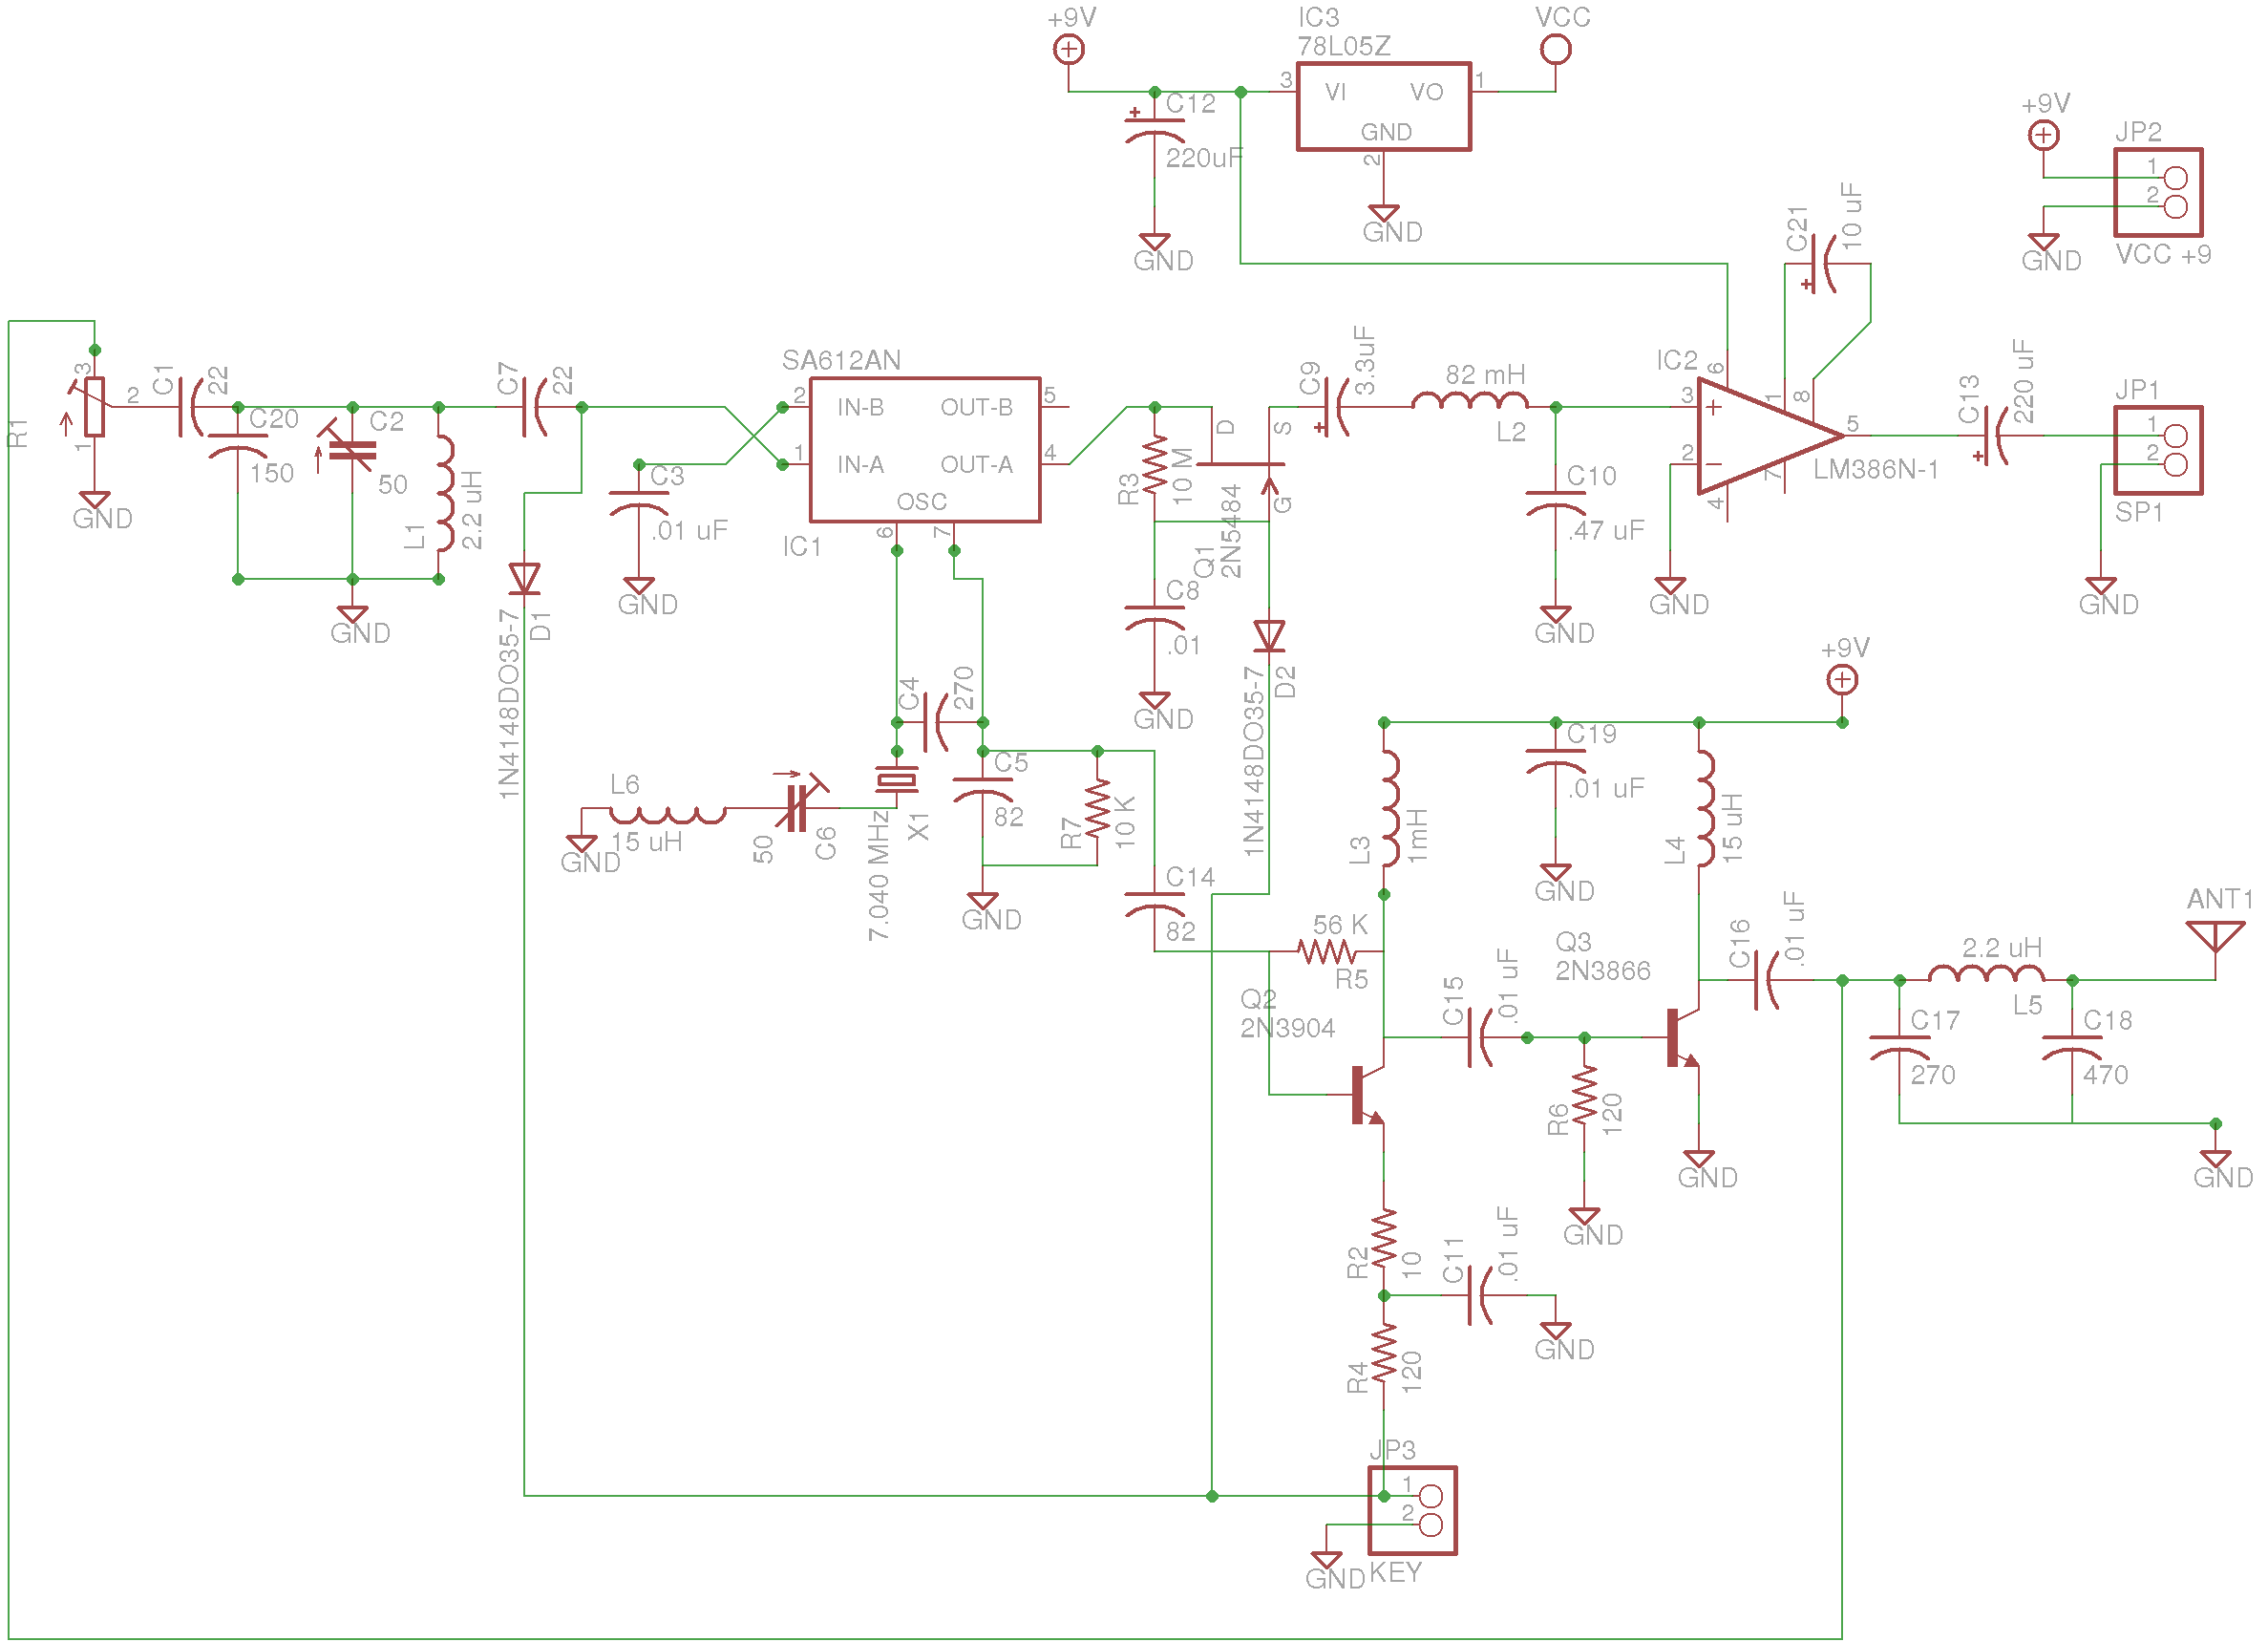 +9V
IC3
78L05Z
VCC
3
VI
VO
1
GND
2
GND
C12
220uF
GND
+9V
JP2
1
2
GND
VCC +9
C21
10 uF
R1
3
2
1
GND
C1
22
C20
150
C2
50
L1
2.2 uH
GND
C7
22
SA612AN
2
IN-B
OUT-B
5
1
IN-A
OUT-A
4
OSC
6
7
IC1
C3
.01 uF
GND
1N4148DO35-7
D1
R3
10 M
D
S
G
Q1
2N5484
C8
.01
GND
C9
3.3uF
82 mH
L2
C10
.47 uF
GND
IC2
6
3
2
1
8
5
4
7
LM386N-1
GND
C13
220 uF
JP1
1
2
SP1
GND
C4
270
L6
15 uH
GND
50
C6
7.040 MHz
X1
C5
82
R7
10 K
GND
1N4148DO35-7
D2
C14
82
+9V
L3
1mH
C19
.01 uF
GND
L4
15 uH
56 K
R5
Q2
2N3904
C15
.01 uF
Q3
2N3866
C16
.01 uF
ANT1
2.2 uH
L5
C17
270
C18
470
GND
R6
120
GND
GND
R2
10
C11
.01 uF
GND
R4
120
JP3
1
2
GND
KEY